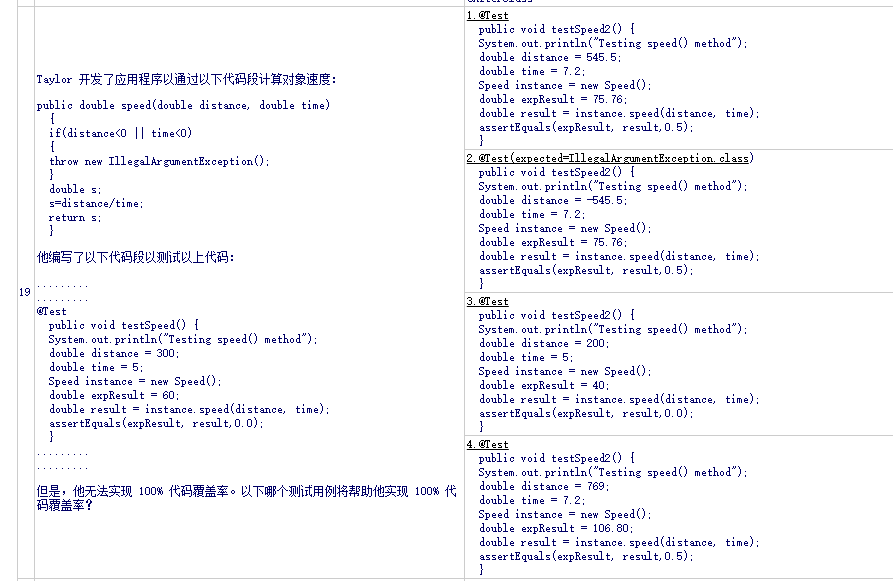 19
Taylor 开发了应用程序以通过以下代码段计算对象速度:
public double speed(double distance, double time)
{
if(distance<0 || time<0)
{
throw new IllegalArgumentException();
}
double s;
s=distance/time;
return s;
}
他编写了以下代码段以测试以上代码:
.........
.........
@Test
public void testSpeed() {
System.out.println("Testing speed() method");
double distance = 300;
double time = 5;
Speed instance = new Speed();
double expResult = 60;
double result = instance.speed(distance, time);
assertEquals(expResult, result,0.0);
}
.........
.........
但是，他无法实现 100% 代码覆盖率。以下哪个测试用例将帮助他实现 100% 代
码覆盖率?
1.@Test
public void testSpeed2() {
System.out.println("Testing speed() method");
double distance = 545.5;
double time = 7.2;
Speed instance = new Speed();
double expResult = 75.76;
double result = instance.speed(distance, time);
assertEquals(expResult, result,0.5);
}
2.@Test(expected=IllegalArgumentException.class)
public void testSpeed2() {
System.out.println("Testing speed() method");
double distance = -545.5;
double time = 7.2;
Speed instance = new Speed();
double expResult = 75.76;
double result = instance.speed(distance, time);
assertEquals(expResult, result,0.5);
}
3.@Test
public void testSpeed2() {
System.out.println("Testing speed() method");
double distance = 200;
double time = 5;
Speed instance = new Speed();
double expResult = 40;
double result = instance.speed(distance, time);
assertEquals(expResult, result,0.0);
}
4.@Test
public void testSpeed2() {
System.out.println("Testing speed() method");
double distance = 769;
double time = 7.2;
Speed instance = new Speed();
double expResult = 106.80;
double result = instance.speed(distance, time);
assertEquals(expResult, result,0.5);
}